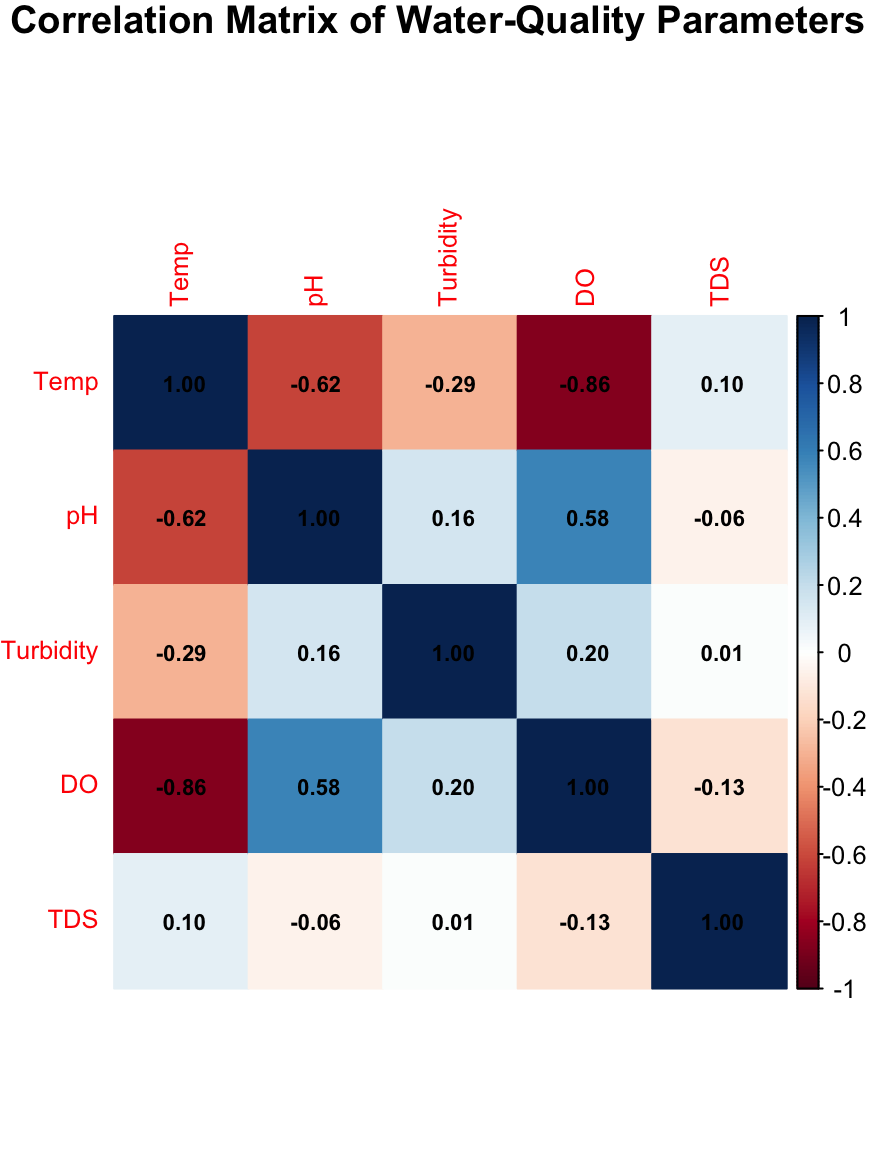 Correlation Matrix of Water-Quality Parameters
Temp pH Turbidity DO TDS
Temp 1.00 -0.62 -0.29 -0.86 0.10
pH -0.62 1.00 0.16 0.58 -0.06
Turbidity -0.29 0.16 1.00 0.20 0.01
DO -0.86 0.58 0.20 1.00 -0.13
TDS 0.10 -0.06 0.01 -0.13 1.00
1
0.8
0.6
0.4
0.2
0
-0.2
-0.4
-0.6
-0.8
-1